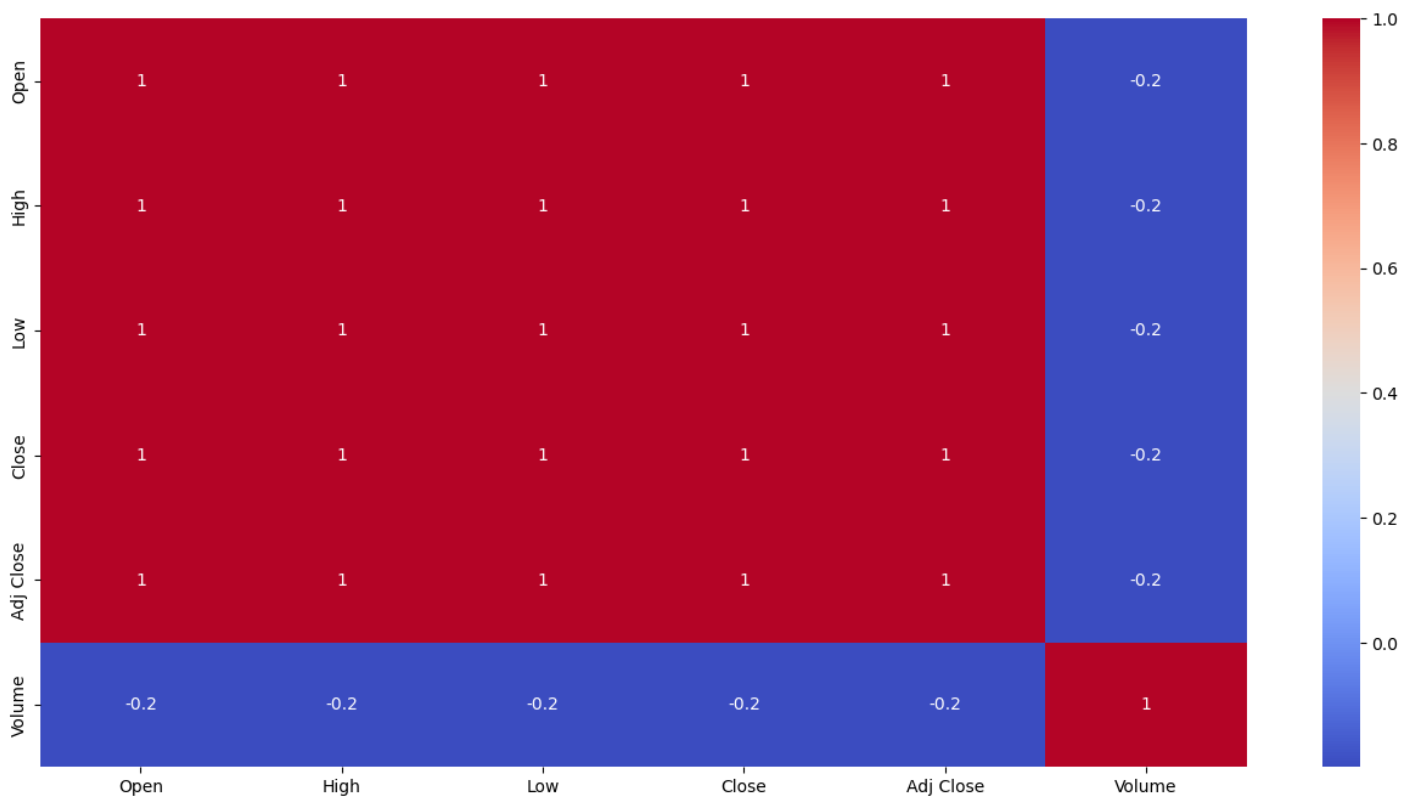 1.0
Open 1 1 1 1 1 -0.2
0.8
High 1 1 1 1 1 -0.2
0.6
Low 1 1 1 1 1 -0.2
0.4
Close 1 1 1 1 1 -0.2
0.2
Adj Close 1 1 1 1 1 -0.2
0.0
Volume -0.2 -0.2 -0.2 -0.2 -0.2 1
Open High Low Close Adj Close Volume